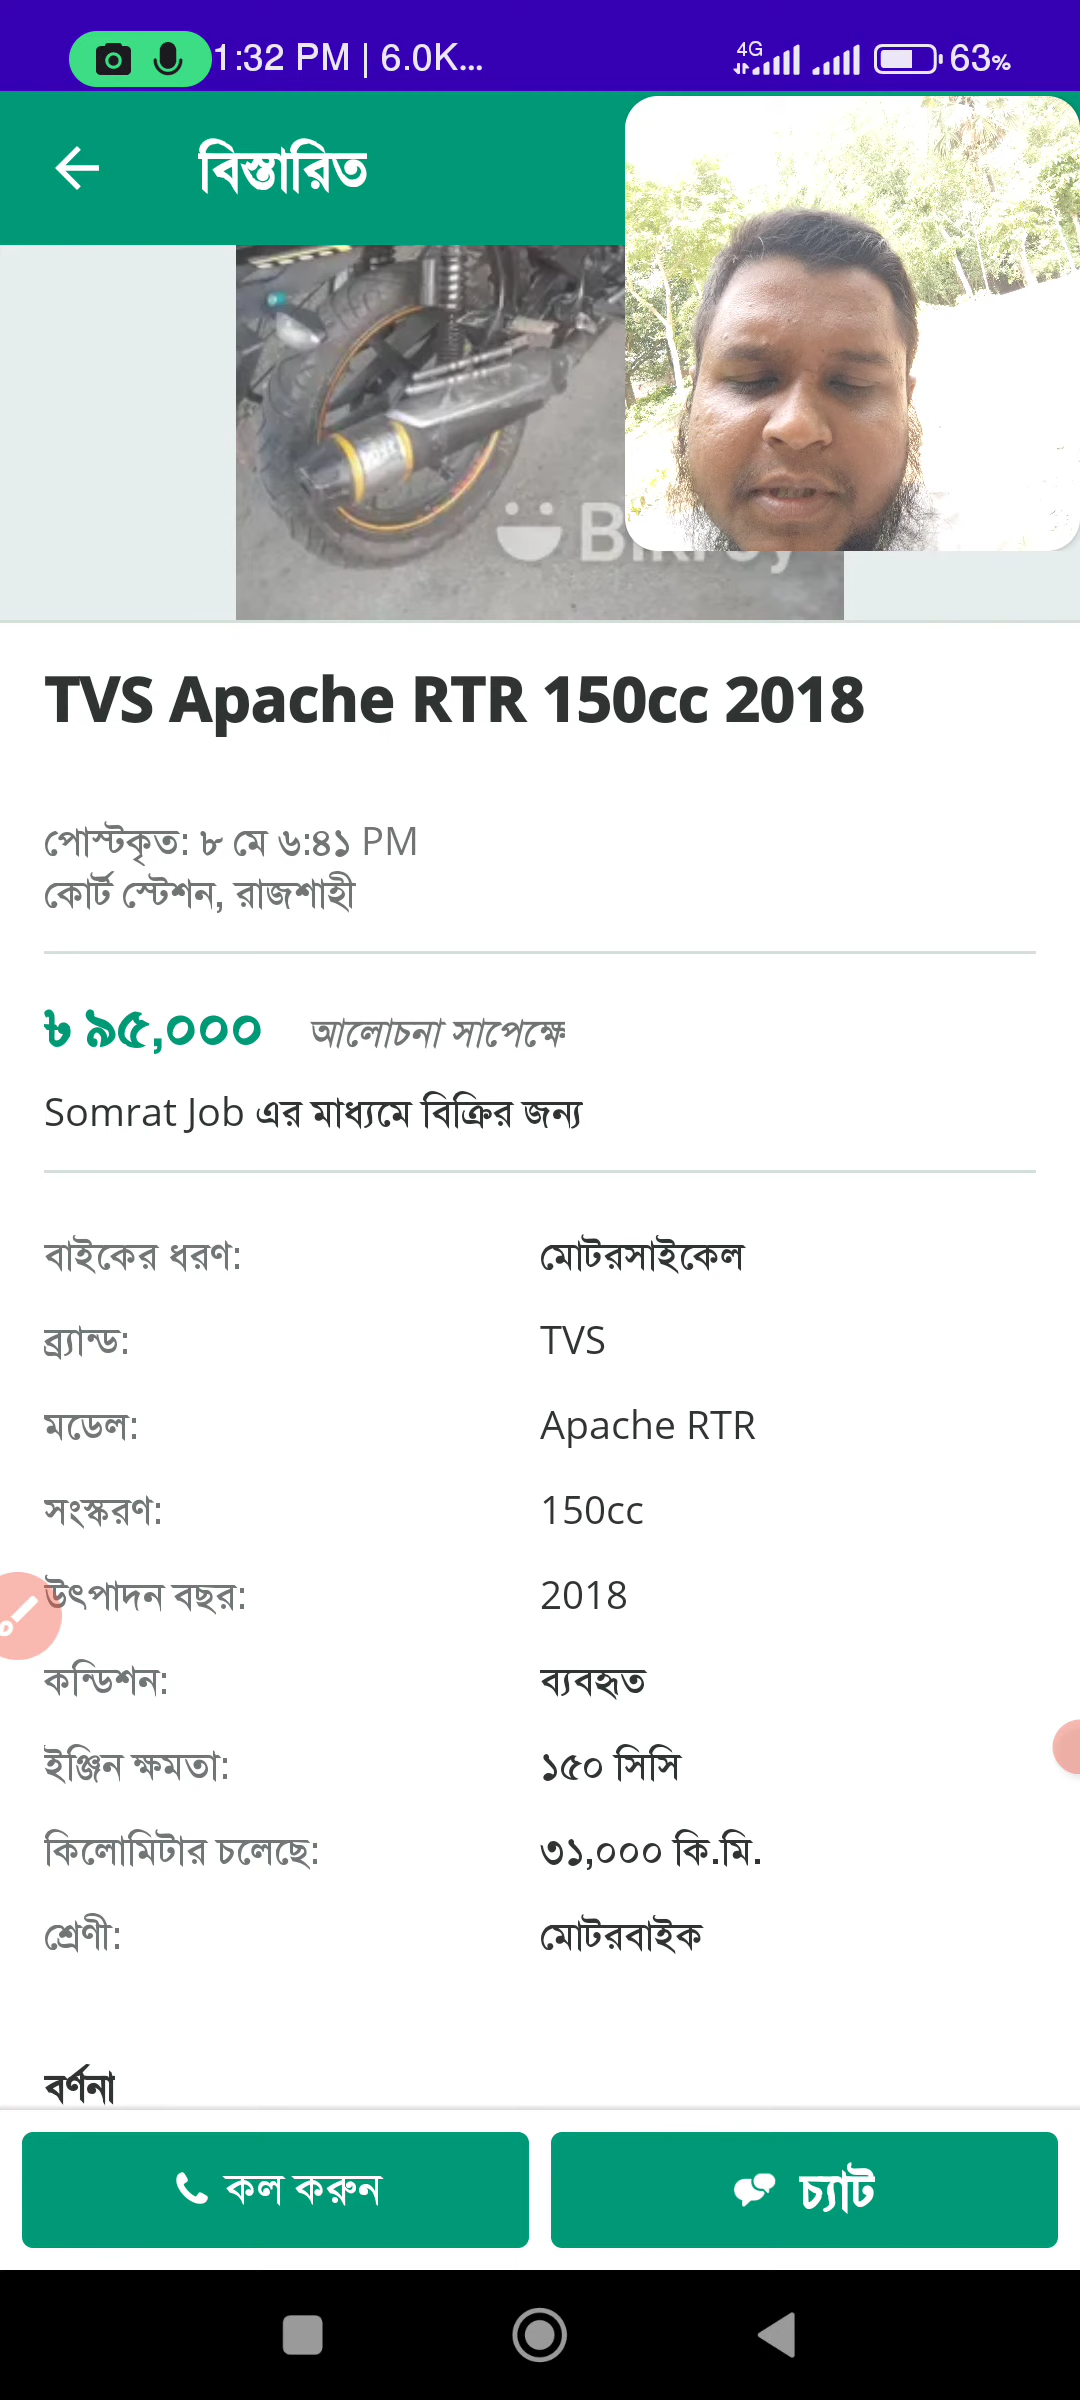 1:32 PM | 6.0K...
4G
63%
বিস্তারিত
TVS Apache RTR 150cc 2018
পোস্টকৃত: ৮ মে ৬:৪১ PM
কোর্ট স্টেশন, রাজশাহী
৳ ৯৫,০০০ আলোচনা সাপেক্ষে
Somrat Job এর মাধ্যমে বিক্রির জন্য
বাইকের ধরণ: মোটরসাইকেল
ব্র্যান্ড: TVS
মডেল: Apache RTR
সংস্করণ: 150cc
উৎপাদন বছর: 2018
কন্ডিশন: ব্যবহৃত
ইঞ্জিন ক্ষমতা: ১৫০ সিসি
কিলোমিটার চলেছে: ৩১,০০০ কি.মি.
শ্রেণী: মোটরবাইক
বর্ণনা
কল করুন
চ্যাট